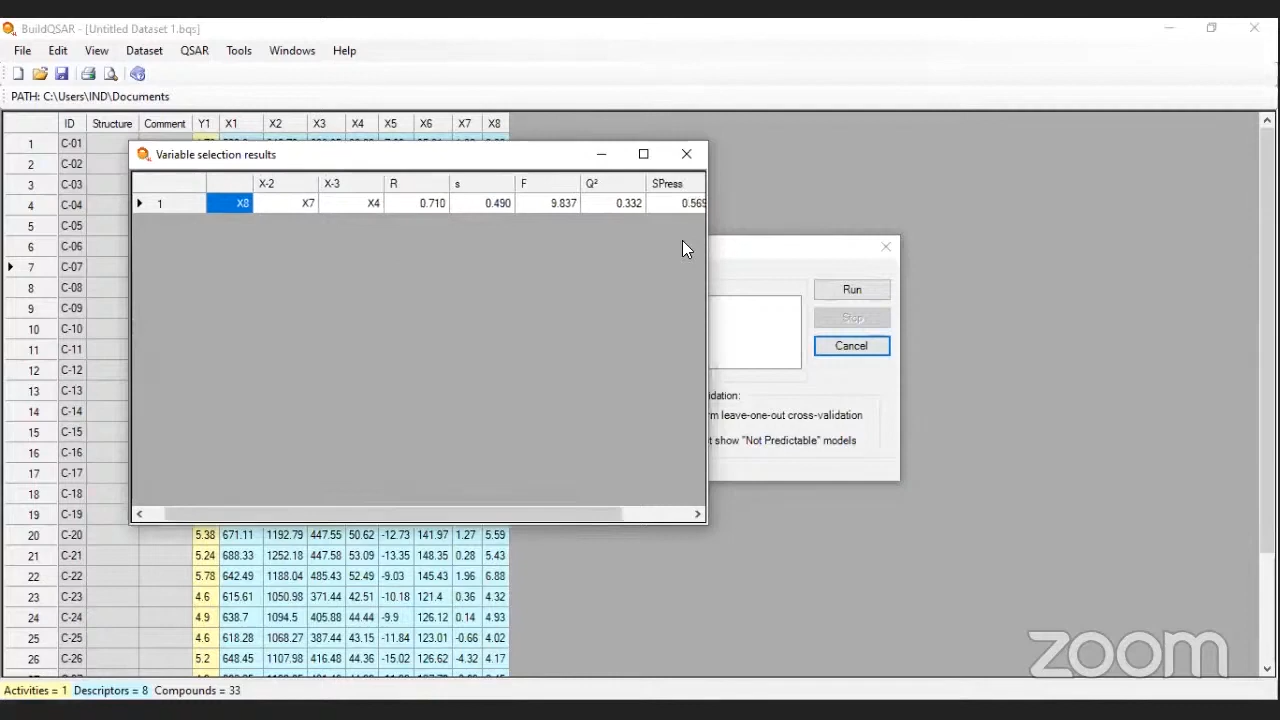 BuildQSAR - [Untitled Dataset 1.bqs]
File Edit View Dataset QSAR Tools Windows Help
PATH: C:\Users\IND\Documents
ID Structure Comment Y1 X1 X2 X3 X4 X5 X6 X7 X8
1 C-01
2 C-02
3 C-03
4 C-04
5 C-05
6 C-06
7 C-07
8 C-08
9 C-09
10 C-10
11 C-11
12 C-12
13 C-13
14 C-14
15 C-15
16 C-16
17 C-17
18 C-18
19 C-19
20 C-20 5.38 671.11 1192.79 447.55 50.62 -12.73 141.97 1.27 5.59
21 C-21 5.24 688.33 1252.18 447.58 53.09 -13.35 148.35 0.28 5.43
22 C-22 5.78 642.49 1188.04 485.43 52.49 -9.03 145.43 1.96 6.88
23 C-23 4.6 615.61 1050.98 371.44 42.51 -10.18 121.4 0.36 4.32
24 C-24 4.9 638.7 1094.5 405.88 44.44 -9.9 126.12 0.14 4.93
25 C-25 4.6 618.28 1068.27 387.44 43.15 -11.84 123.01 -0.66 4.02
26 C-26 5.2 648.45 1107.98 416.48 44.36 -15.02 126.62 -4.32 4.17
Variable selection results
X-2 X-3 R s F Q² SPress
1 X8 X7 X4 0.710 0.490 9.837 0.332 0.569
Run
Stop
Cancel
idation:
rm leave-one-out cross-validation
t show "Not Predictable" models
zoom
Activities = 1 Descriptors = 8 Compounds = 33